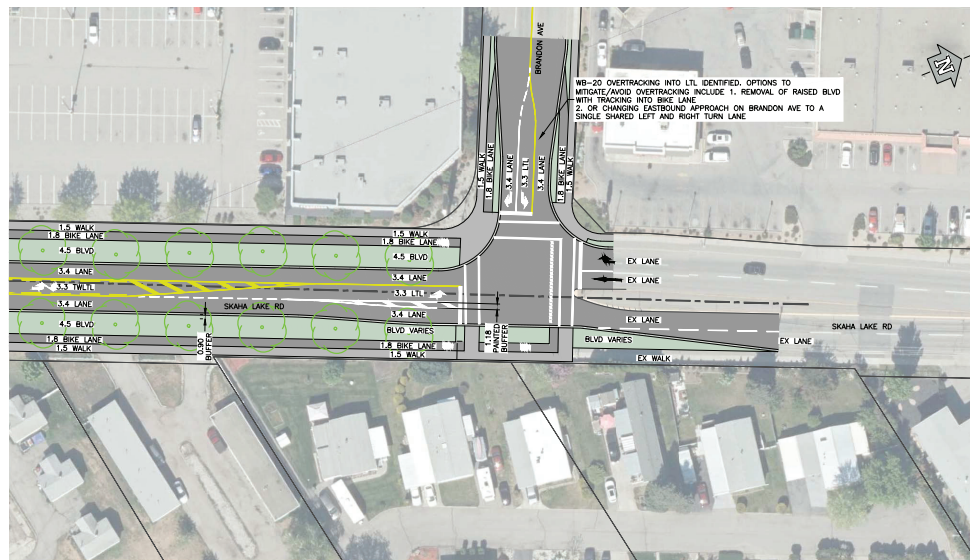 BRANDON AVE
N
WB-20 OVERTRACKING INTO LTL IDENTIFIED. OPTIONS TO
MITIGATE/AVOID OVERTRACKING INCLUDE 1. REMOVAL OF RAISED BLVD
WITH TRACKING INTO BIKE LANE
2. OR CHANGING EASTBOUND APPROACH ON BRANDON AVE TO A
SINGLE SHARED LEFT AND RIGHT TURN LANE
1.5 WALK
1.8 BIKE LANE
3.4 LANE
3.3 LTL
3.4 LANE
1.8 BIKE LANE
1.5 WALK
1.5 WALK
1.5 WALK
1.8 BIKE LANE
1.8 BIKE LANE
4.5 BLVD
4.5 BLVD
3.4 LANE
3.4 LANE
3.3 TWLTL
3.3 LTL
3.4 LANE
SKAHA LAKE RD
3.4 LANE
4.5 BLVD
BLVD VARIES
1.8 BIKE LANE
1.8 BIKE LANE
1.5 WALK
1.5 WALK
0.90
BUFFER
1.18
PAINTED
BUFFER
EX LANE
EX LANE
EX LANE
SKAHA LAKE RD
BLVD VARIES
EX LANE
EX WALK